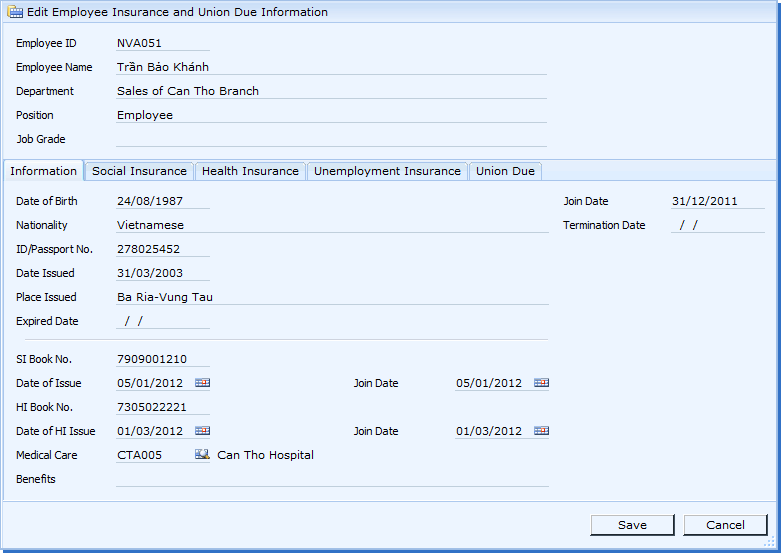 Edit Employee Insurance and Union Due Information
Employee ID NVA051
Employee Name Trần Bảo Khánh
Department Sales of Can Tho Branch
Position Employee
Job Grade
Information Social Insurance Health Insurance Unemployment Insurance Union Due
Date of Birth 24/08/1987 Join Date 31/12/2011
Nationality Vietnamese Termination Date / /
ID/Passport No. 278025452
Date Issued 31/03/2003
Place Issued Ba Ria-Vung Tau
Expired Date / /
SI Book No. 7909001210
Date of Issue 05/01/2012 Join Date 05/01/2012
HI Book No. 7305022221
Date of HI Issue 01/03/2012 Join Date 01/03/2012
Medical Care CTA005 Can Tho Hospital
Benefits
Save Cancel